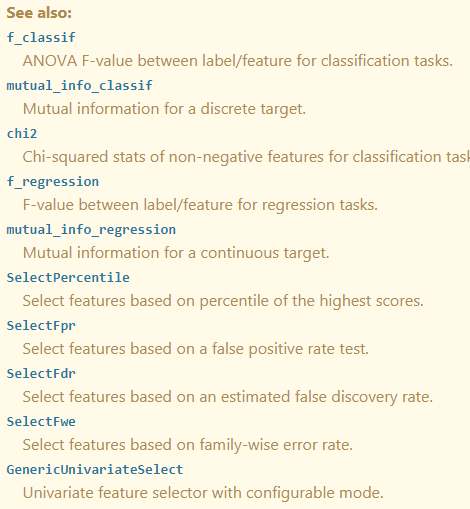 See also:
f_classif
ANOVA F-value between label/feature for classification tasks.
mutual_info_classif
Mutual information for a discrete target.
chi2
Chi-squared stats of non-negative features for classification
f_regression
F-value between label/feature for regression tasks.
mutual_info_regression
Mutual information for a continuous target.
SelectPercentile
Select features based on percentile of the highest scores.
SelectFpr
Select features based on a false positive rate test.
SelectFdr
Select features based on an estimated false discovery rate.
SelectFwe
Select features based on family-wise error rate.
GenericUnivariateSelect
Univariate feature selector with configurable mode.